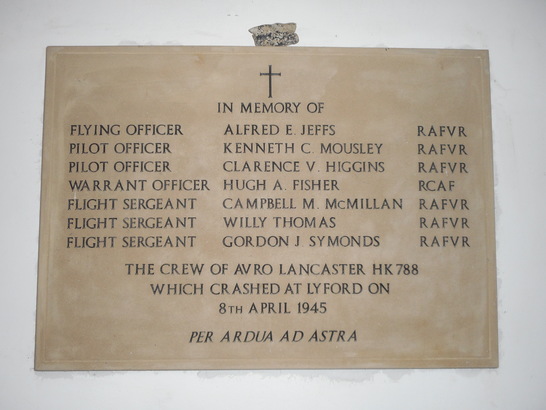 IN MEMORY OF
FLYING OFFICER ALFRED E. JEFFS RAFVR
PILOT OFFICER KENNETH C. MOUSLEY RAFVR
PILOT OFFICER CLARENCE V. HIGGINS RAFVR
WARRANT OFFICER HUGH A. FISHER RCAF
FLIGHT SERGEANT CAMPBELL M. McMILLAN RAFVR
FLIGHT SERGEANT WILLY THOMAS RAFVR
FLIGHT SERGEANT GORDON J SYMONDS RAFVR
THE CREW OF AVRO LANCASTER HK788
WHICH CRASHED AT LYFORD ON
8TH APRIL 1945
PER ARDUA AD ASTRA